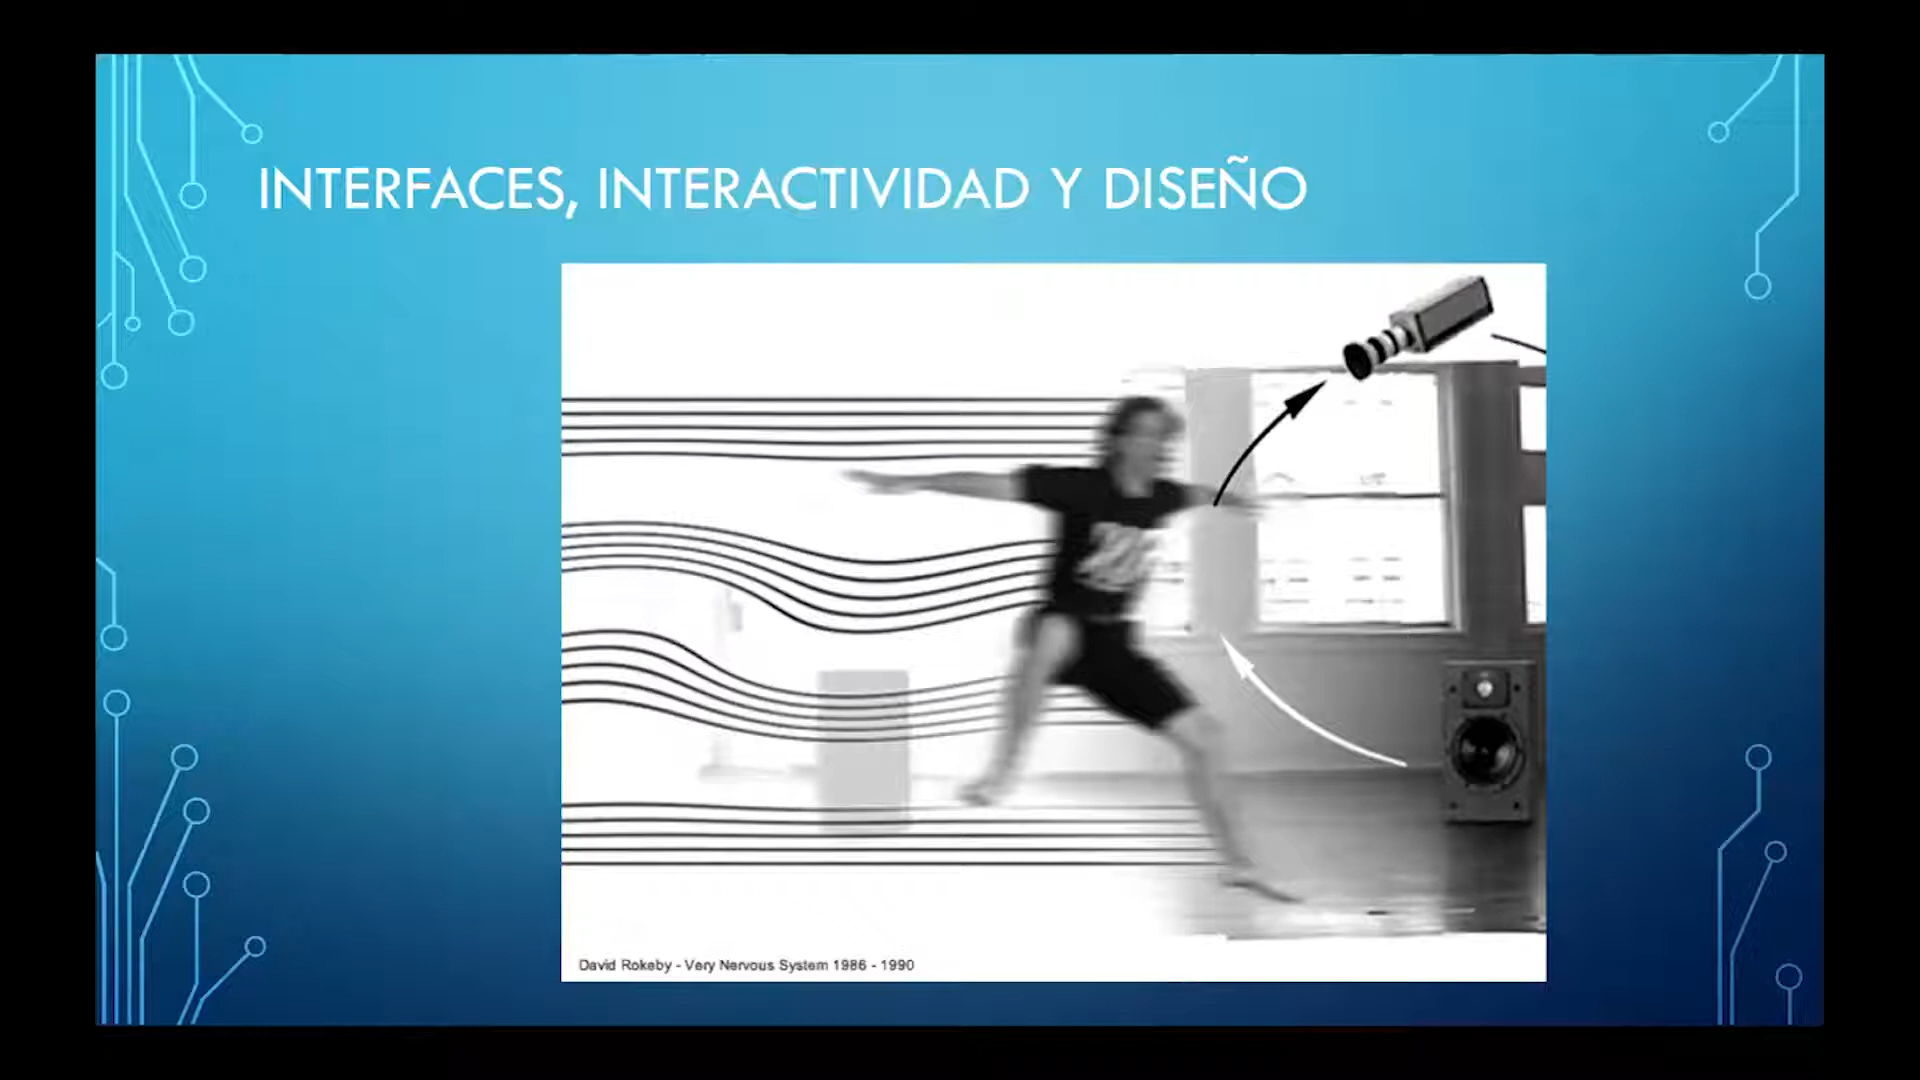 INTERFACES, INTERACTIVIDAD Y DISEÑO
David Rokeby - Very Nervous System 1986 - 1990